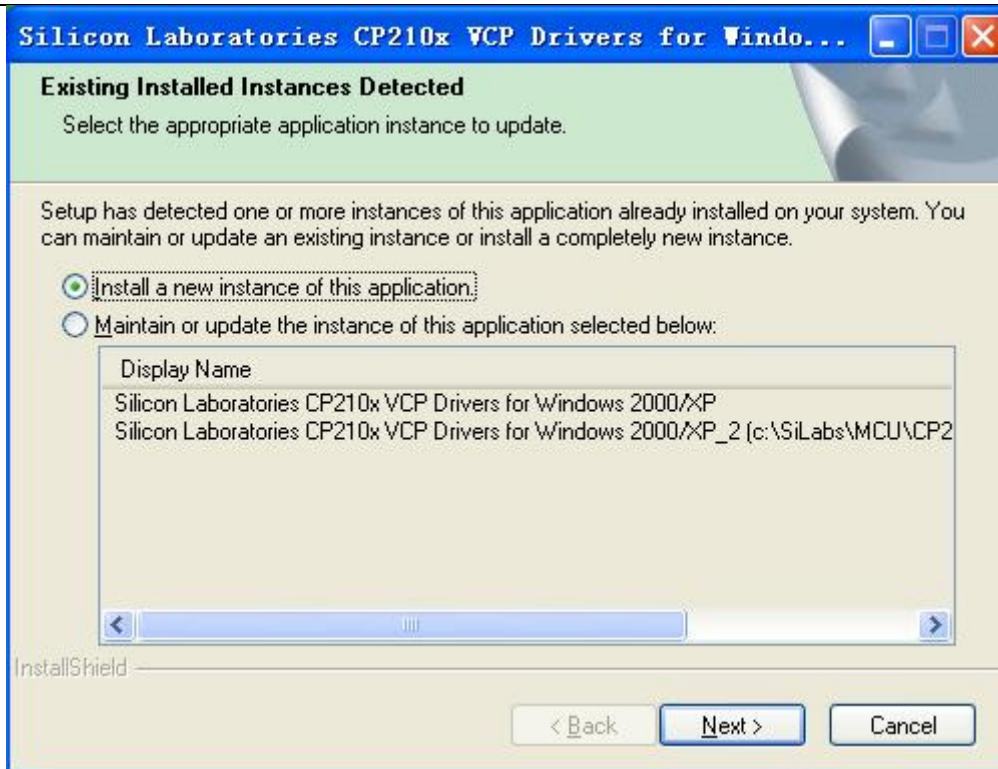 Silicon Laboratories CP210x VCP Drivers for Windo...
Existing Installed Instances Detected
Select the appropriate application instance to update.
Setup has detected one or more instances of this application already installed on your system. You
can maintain or update an existing instance or install a completely new instance.
Install a new instance of this application.
Maintain or update the instance of this application selected below:
Display Name
Silicon Laboratories CP210x VCP Drivers for Windows 2000/XP
Silicon Laboratories CP210x VCP Drivers for Windows 2000/XP_2 (c:\SiLabs\MCU\CP2
InstallShield
< Back Next > Cancel